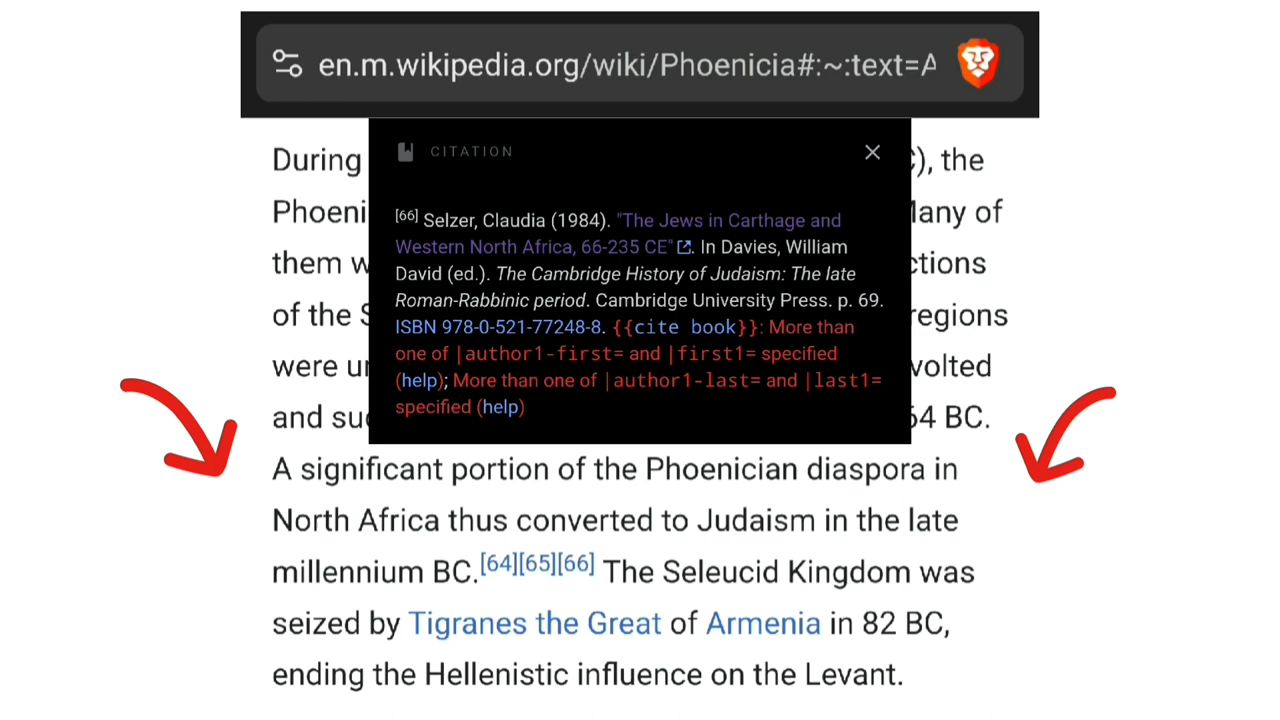 en.m.wikipedia.org/wiki/Phoenicia#:~:text=A
CITATION
[66] Selzer, Claudia (1984). "The Jews in Carthage and
Western North Africa, 66-235 CE". In Davies, William
David (ed.). The Cambridge History of Judaism: The late
Roman-Rabbinic period. Cambridge University Press. p. 69.
ISBN 978-0-521-77248-8. {{cite book}}: More than
one of |author1-first= and |first1= specified
(help); More than one of |author1-last= and |last1=
specified (help)
During
), the
Phoeni
Many of
them w
ctions
of the S
regions
were u
volted
and su
64 BC.
A significant portion of the Phoenician diaspora in
North Africa thus converted to Judaism in the late
millennium BC.[64][65][66] The Seleucid Kingdom was
seized by Tigranes the Great of Armenia in 82 BC,
ending the Hellenistic influence on the Levant.